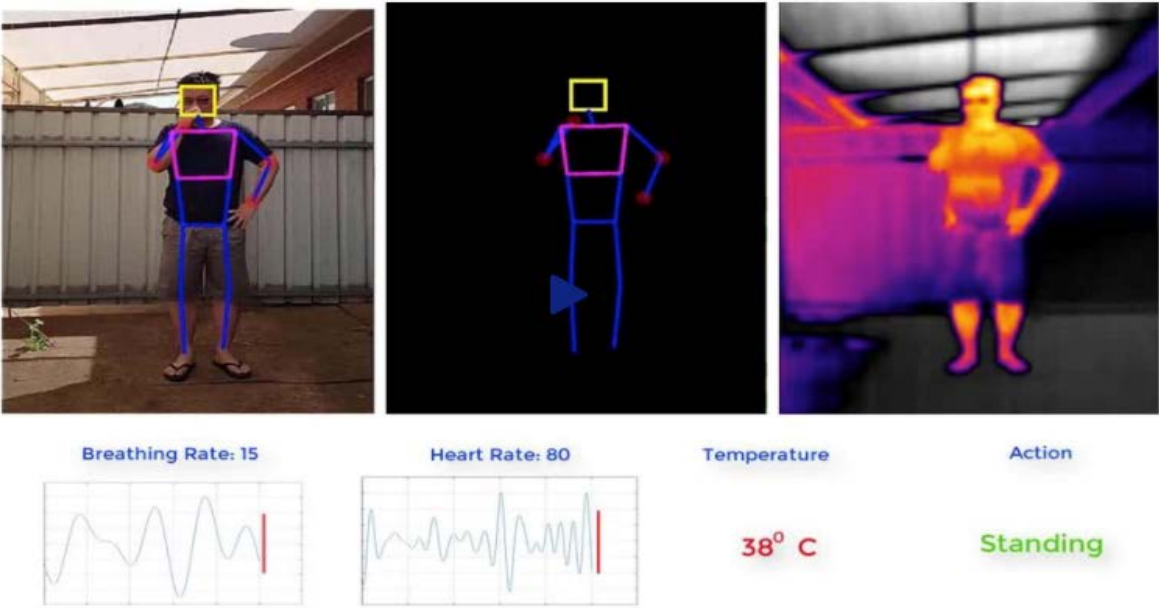 Breathing Rate: 15
Heart Rate: 80
Temperature
Action
38⁰ C
Standing